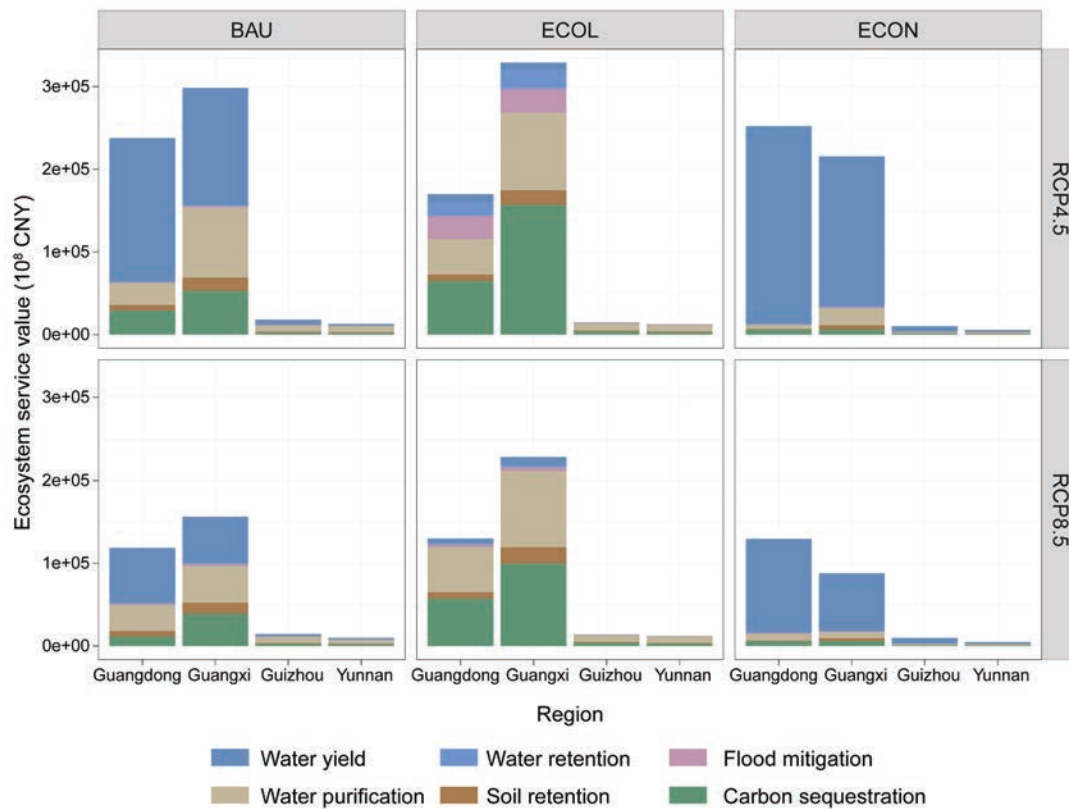 BAU ECOL ECON
Ecosystem service value (10⁸ CNY)
3e+05
2e+05
1e+05
0e+00
RCP4.5
3e+05
2e+05
1e+05
0e+00
RCP8.5
Guangdong Guangxi Guizhou Yunnan Guangdong Guangxi Guizhou Yunnan Guangdong Guangxi Guizhou Yunnan
Region
Water yield Water retention Flood mitigation
Water purification Soil retention Carbon sequestration